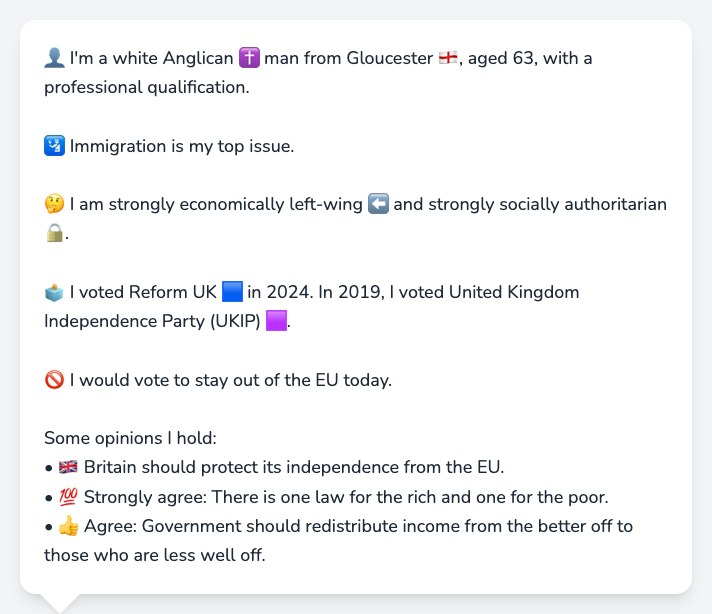 👤 I'm a white Anglican ✝️ man from Gloucester 🏴󠁧󠁢󠁥󠁮󠁧󠁿, aged 63, with a
professional qualification.
🛂 Immigration is my top issue.
🤔 I am strongly economically left-wing ⬅️ and strongly socially authoritarian
🔒.
🗳️ I voted Reform UK 🟦 in 2024. In 2019, I voted United Kingdom
Independence Party (UKIP) 🟪.
🚫 I would vote to stay out of the EU today.
Some opinions I hold:
• 🇬🇧 Britain should protect its independence from the EU.
• 💯 Strongly agree: There is one law for the rich and one for the poor.
• 👍 Agree: Government should redistribute income from the better off to
those who are less well off.